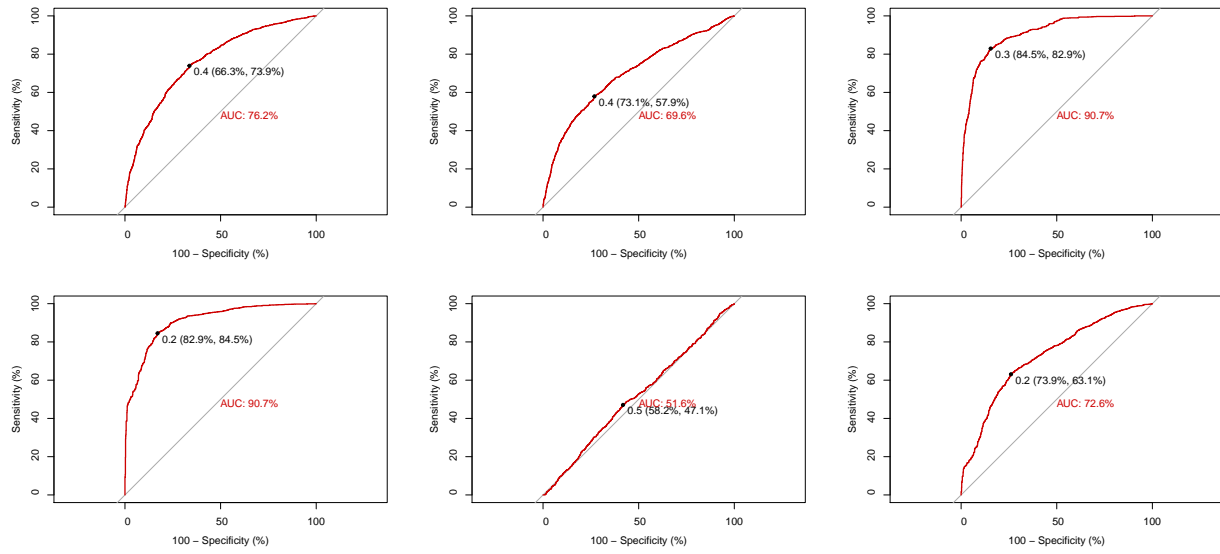 100
80
60
40
20
0
Sensitivity (%)
0.4 (66.3%, 73.9%)
AUC: 76.2%
0 50 100
100 − Specificity (%)
100
80
60
40
20
0
Sensitivity (%)
0.4 (73.1%, 57.9%)
AUC: 69.6%
0 50 100
100 − Specificity (%)
100
80
60
40
20
0
Sensitivity (%)
0.3 (84.5%, 82.9%)
AUC: 90.7%
0 50 100
100 − Specificity (%)
100
80
60
40
20
0
Sensitivity (%)
0.2 (82.9%, 84.5%)
AUC: 90.7%
0 50 100
100 − Specificity (%)
100
80
60
40
20
0
Sensitivity (%)
AUC: 51.6%
0.5 (58.2%, 47.1%)
0 50 100
100 − Specificity (%)
100
80
60
40
20
0
Sensitivity (%)
0.2 (73.9%, 63.1%)
AUC: 72.6%
0 50 100
100 − Specificity (%)